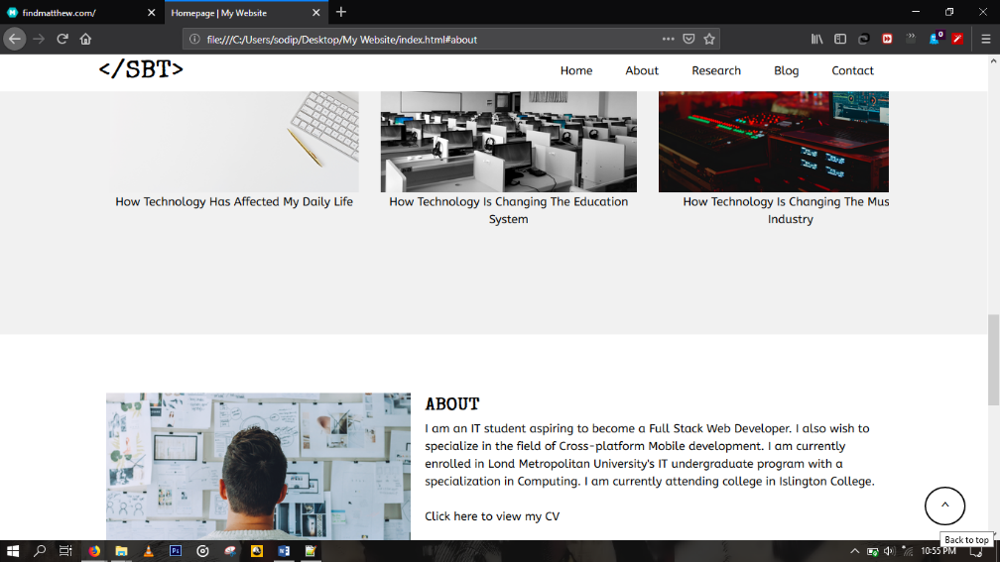 findmatthew.com/
Homepage | My Website
file:///C:/Users/sodip/Desktop/My Website/index.html#about
0
</SBT>
Home About Research Blog Contact
How Technology Has Affected My Daily Life
How Technology Is Changing The Education
System
How Technology Is Changing The Mus
Industry
ABOUT
I am an IT student aspiring to become a Full Stack Web Developer. I also wish to
specialize in the field of Cross-platform Mobile development. I am currently
enrolled in Lond Metropolitan University's IT undergraduate program with a
specialization in Computing. I am currently attending college in Islington College.
Click here to view my CV
Back to top
Ps
10:55 PM